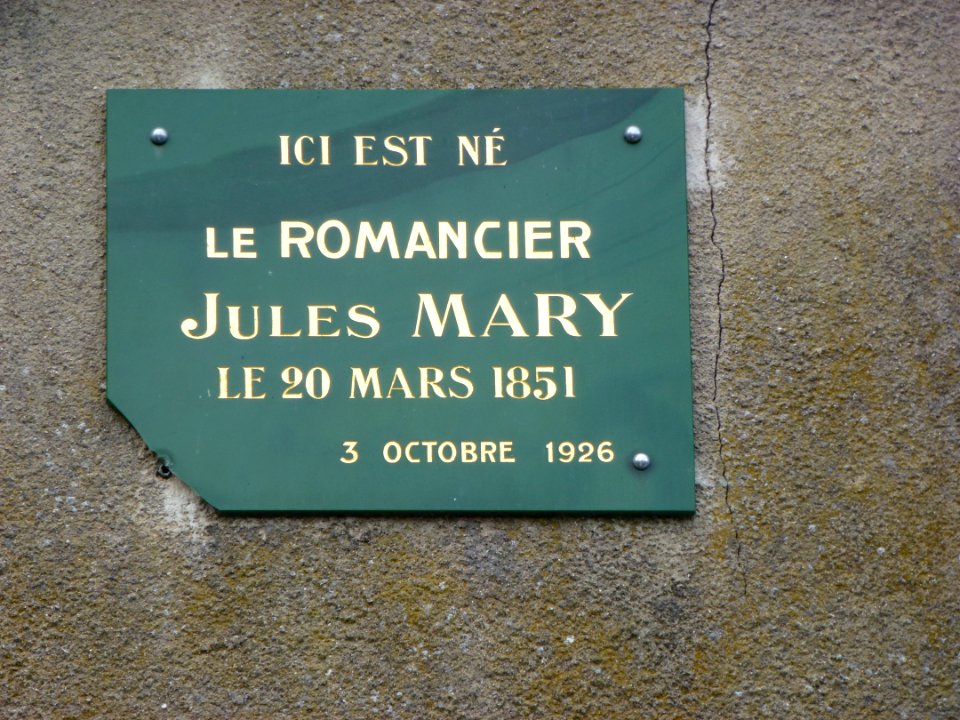 ICI EST NÉ
LE ROMANCIER
JULES MARY
LE 20 MARS 1851
3 OCTOBRE 1926